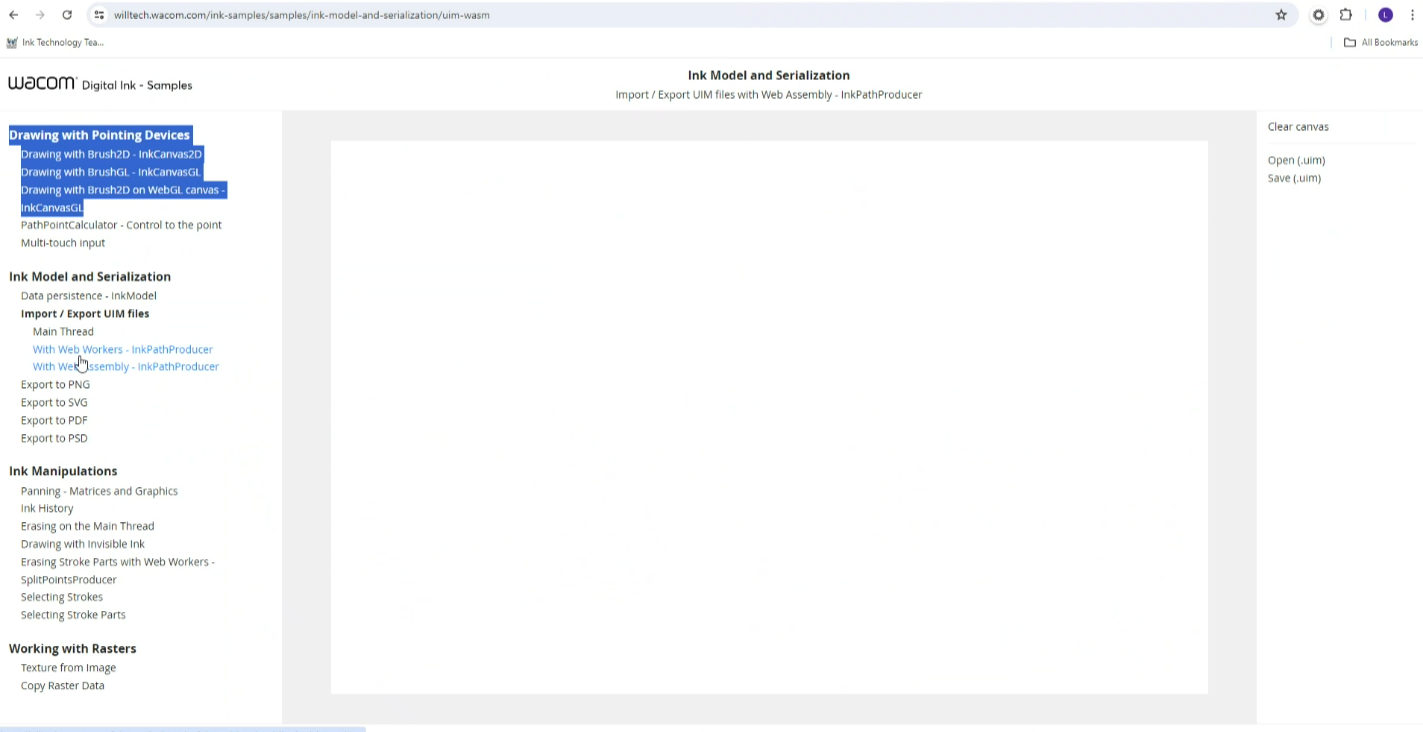 willtech.wacom.com/ink-samples/samples/ink-model-and-serialization/uim-wasm
L
Ink Technology Tea...
All Bookmarks
wacom Digital Ink - Samples
Ink Model and Serialization
Import / Export UIM files with Web Assembly - InkPathProducer
Drawing with Pointing Devices
Drawing with Brush2D - InkCanvas2D
Drawing with BrushGL - InkCanvasGL
Drawing with Brush2D on WebGL canvas -
InkCanvasGL
PathPointCalculator - Control to the point
Multi-touch input
Ink Model and Serialization
Data persistence - InkModel
Import / Export UIM files
Main Thread
With Web Workers - InkPathProducer
With Web Assembly - InkPathProducer
Export to PNG
Export to SVG
Export to PDF
Export to PSD
Ink Manipulations
Panning - Matrices and Graphics
Ink History
Erasing on the Main Thread
Drawing with Invisible Ink
Erasing Stroke Parts with Web Workers -
SplitPointsProducer
Selecting Strokes
Selecting Stroke Parts
Working with Rasters
Texture from Image
Copy Raster Data
Clear canvas
Open (.uim)
Save (.uim)